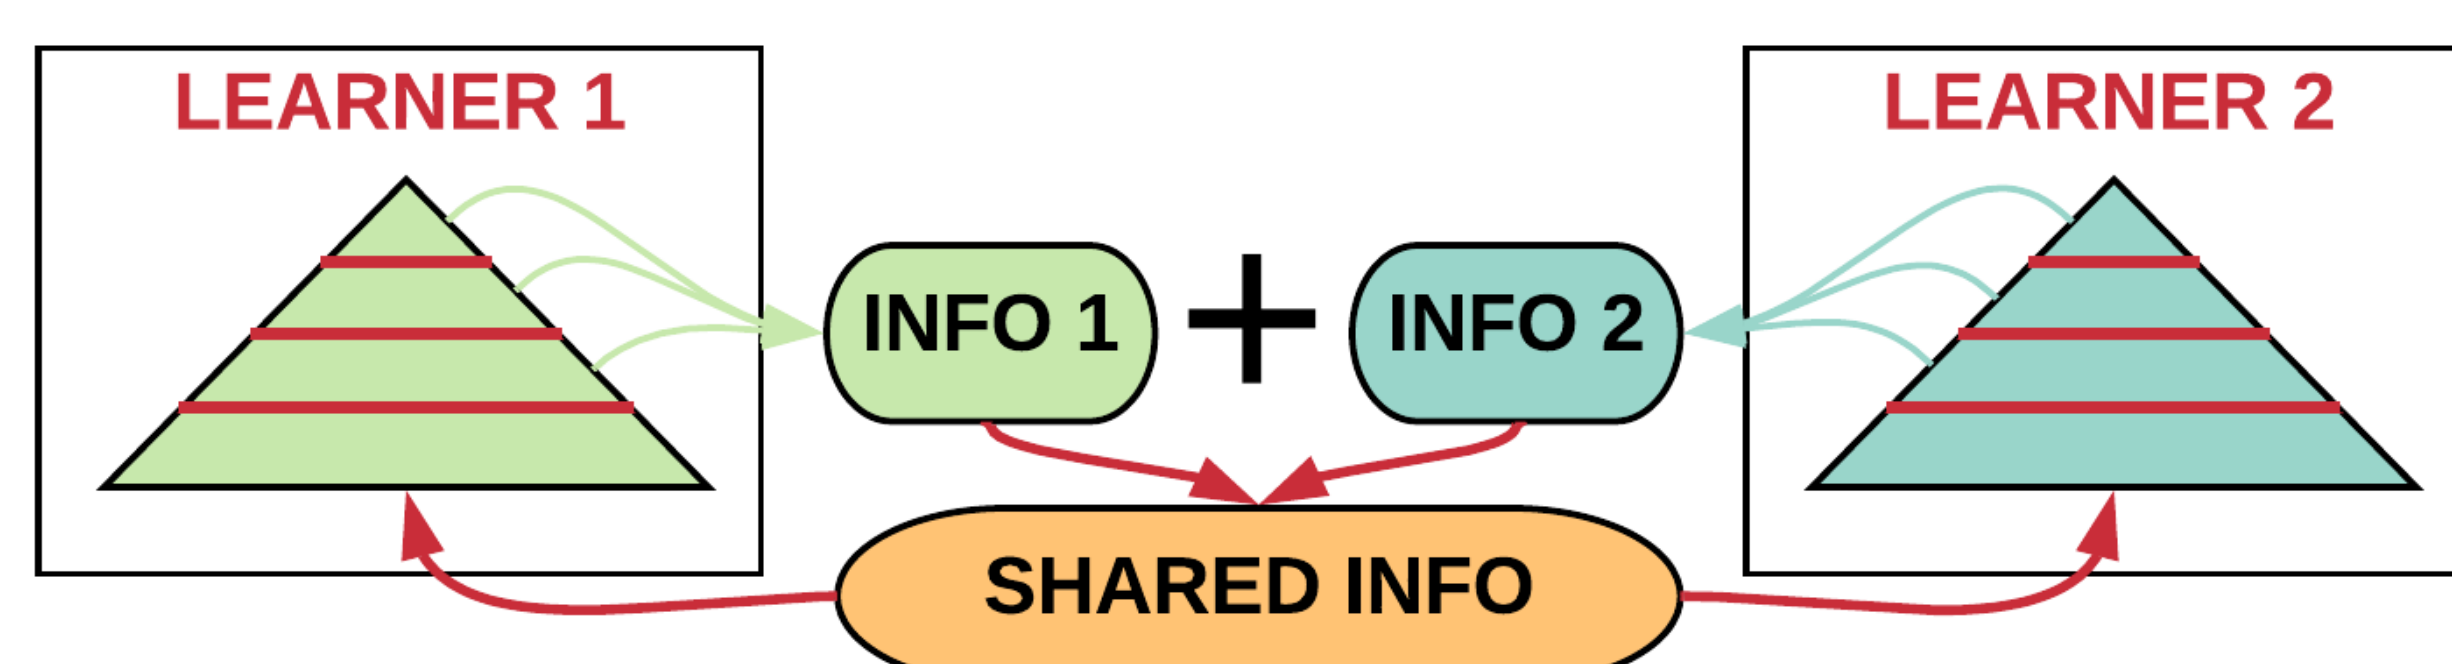 LEARNER 1
LEARNER 2
INFO 1
+
INFO 2
SHARED INFO